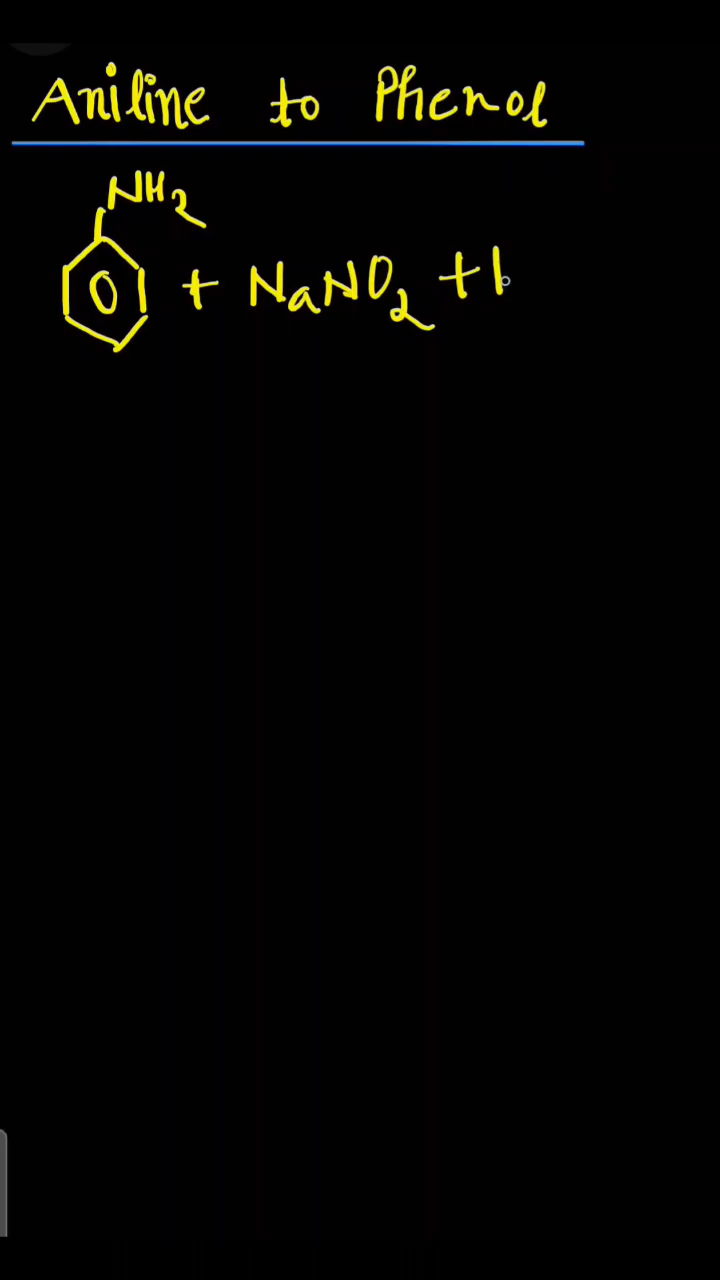 Aniline to Phenol
NH2
+ NaNO2 +